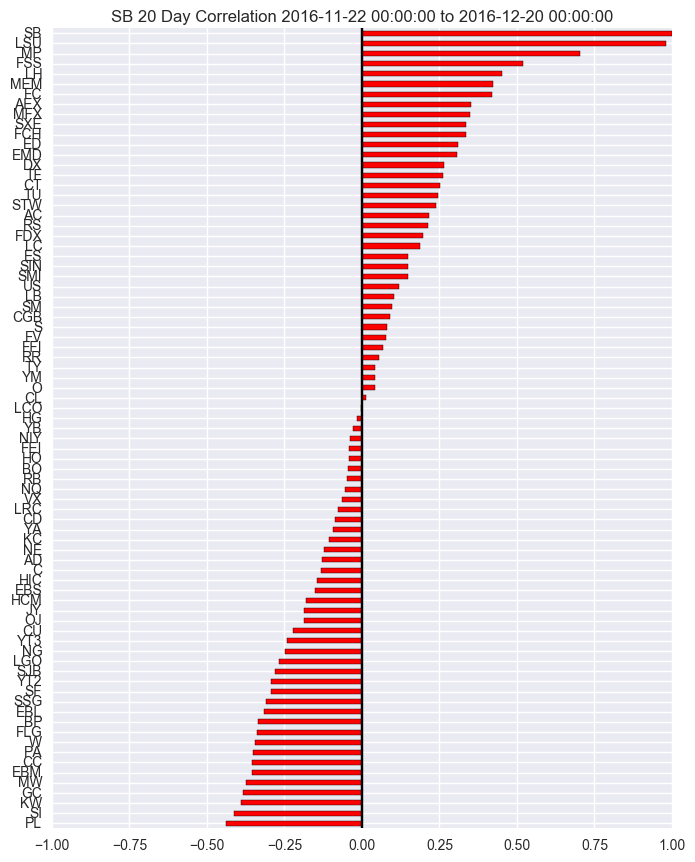 SB 20 Day Correlation 2016-11-22 00:00:00 to 2016-12-20 00:00:00
SB
LSU
MP
FSS
LH
MEM
FC
AEX
MFX
SXE
FCH
ED
EMD
DX
TE
CT
TU
STW
AC
RS
FDX
LC
ES
SIN
SMI
US
LB
SM
CGB
S
FV
FFI
RR
TY
YM
O
CL
LCO
HG
YB
NLY
FEI
HO
BO
RB
NQ
VX
LRC
CD
YA
KC
NE
AD
C
HIC
EBS
HCM
JY
OJ
CU
YT3
NG
LGO
SJB
YT2
SF
SSG
EBL
BP
FLG
W
PA
CC
EBM
MW
GC
KW
SI
PL
−1.00 −0.75 −0.50 −0.25 0.00 0.25 0.50 0.75 1.00